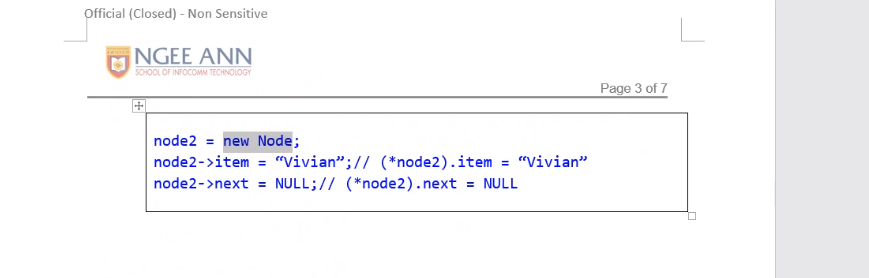 Official (Closed) - Non Sensitive
NGEE ANN
SCHOOL OF INFOCOMM TECHNOLOGY
Page 3 of 7
node2 = new Node;
node2->item = “Vivian”;// (*node2).item = “Vivian”
node2->next = NULL;// (*node2).next = NULL